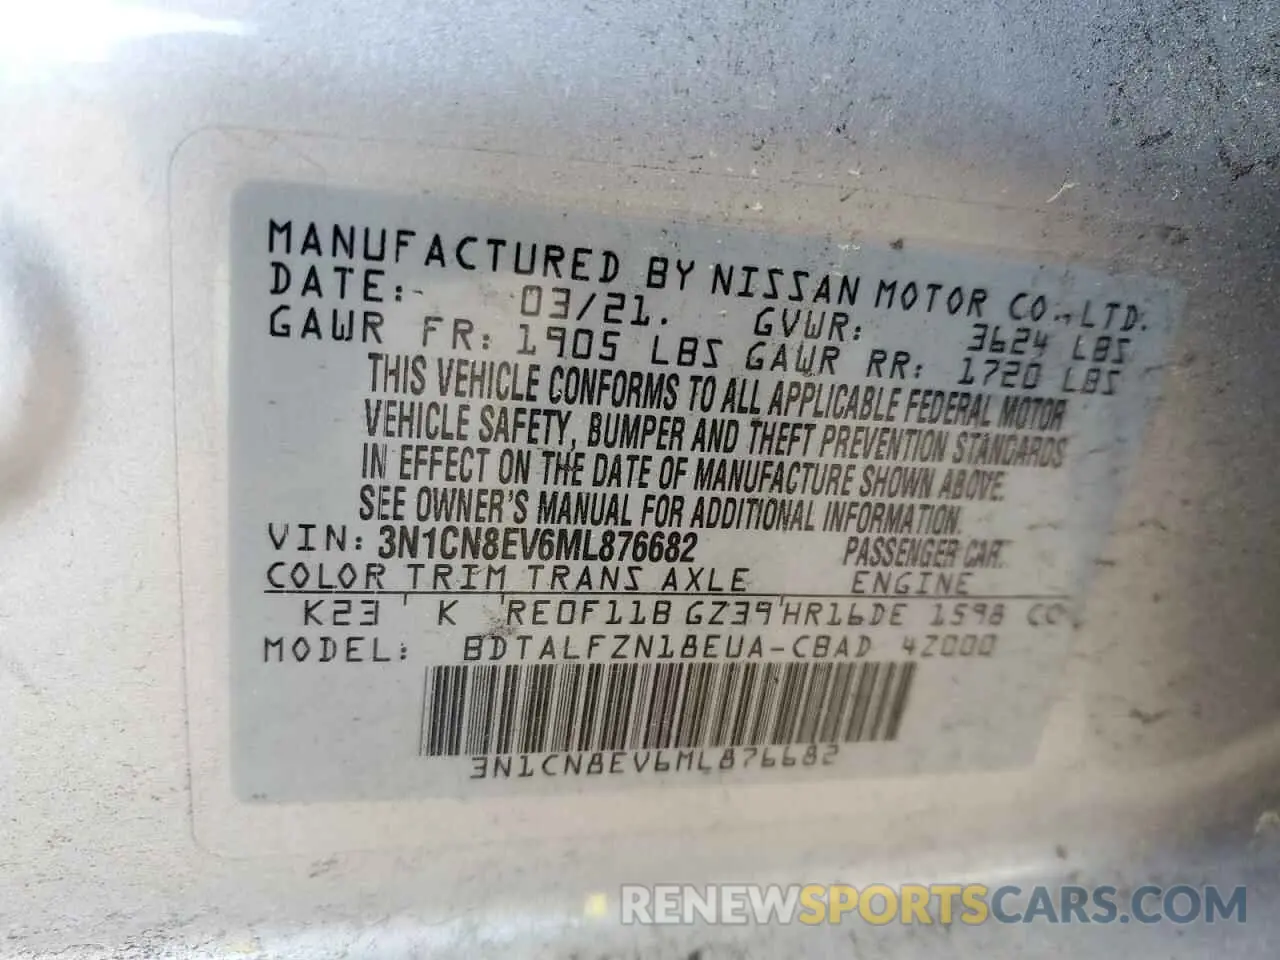 MANUFACTURED BY NISSAN MOTOR CO., LTD.
DATE: 03/21. GVWR: 3624 LBS
GAWR FR: 1905 LBS GAWR RR: 1720 LBS
THIS VEHICLE CONFORMS TO ALL APPLICABLE FEDERAL MOTOR
VEHICLE SAFETY, BUMPER AND THEFT PREVENTION STANDARDS
IN EFFECT ON THE DATE OF MANUFACTURE SHOWN ABOVE.
SEE OWNER'S MANUAL FOR ADDITIONAL INFORMATION.
VIN: 3N1CN8EV6ML876682 PASSENGER CAR.
COLOR TRIM TRANS AXLE ENGINE
K23 K RE0F11B GZ39 HR16DE 1598 CC
MODEL: BDTALFZN18EUA-CBAD 4Z000
3N1CN8EV6ML876682
RENEWSPORTSCARS.COM